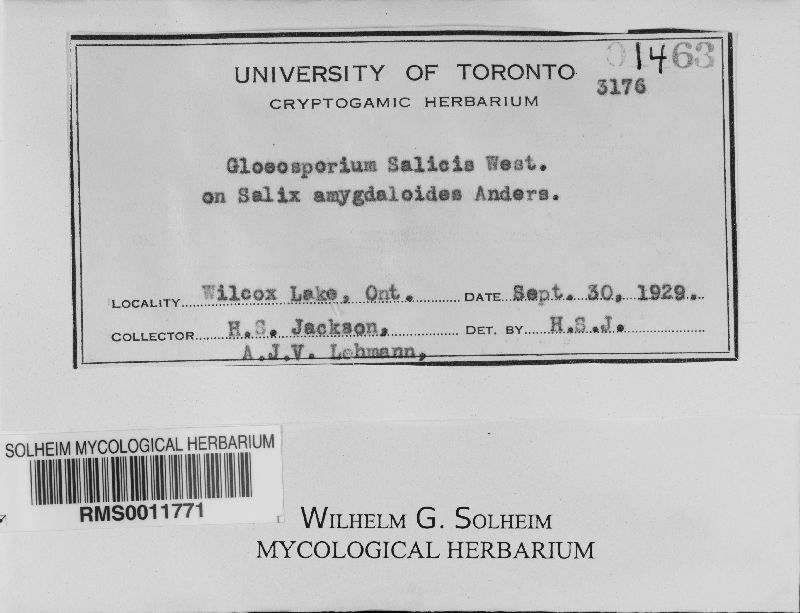 01463
UNIVERSITY OF TORONTO
3176
CRYPTOGAMIC HERBARIUM
Gloeosporium Salicis West.
on Salix amygdaloides Anders.
LOCALITY Wilcox Lake, Ont. DATE Sept. 30, 1929.
COLLECTOR H.S. Jackson, DET. BY H.S.J.
A.J.V. Lehmann,
SOLHEIM MYCOLOGICAL HERBARIUM
RMS0011771
WILHELM G. SOLHEIM
MYCOLOGICAL HERBARIUM